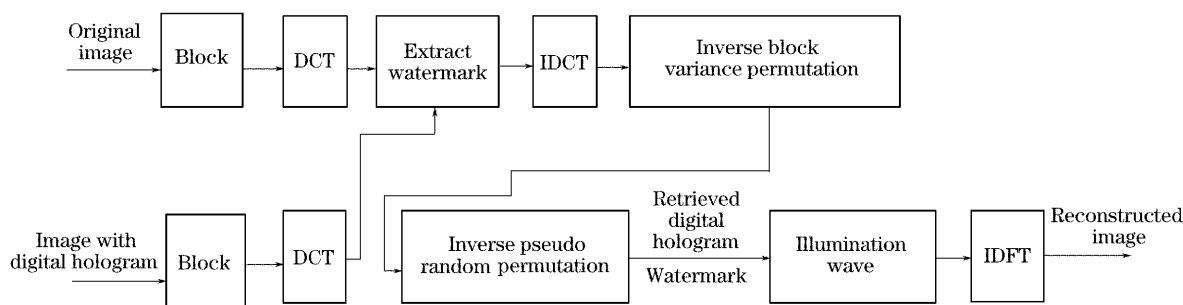 Original
image
Block
DCT
Extract
watermark
IDCT
Inverse block
variance permutation
Image with
digital hologram
Block
DCT
Inverse pseudo
random permutation
Retrieved
digital
hologram
Watermark
Illumination
wave
IDFT
Reconstructed
image